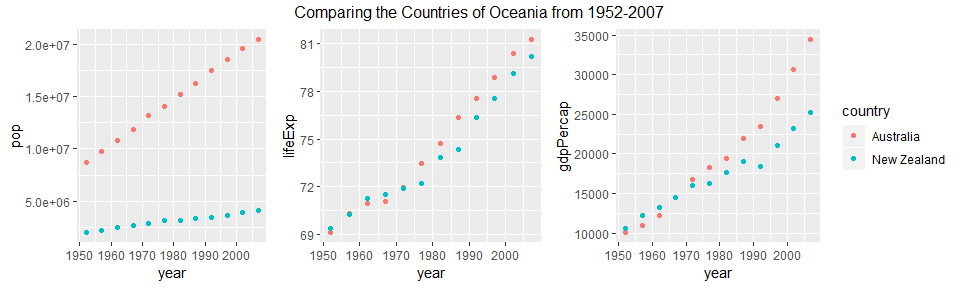 Comparing the Countries of Oceania from 1952-2007
pop
2.0e+07
1.5e+07
1.0e+07
5.0e+06
1950 1960 1970 1980 1990 2000
year
lifeExp
81
78
75
72
69
1950 1960 1970 1980 1990 2000
year
gdpPercap
35000
30000
25000
20000
15000
10000
1950 1960 1970 1980 1990 2000
year
country
Australia
New Zealand